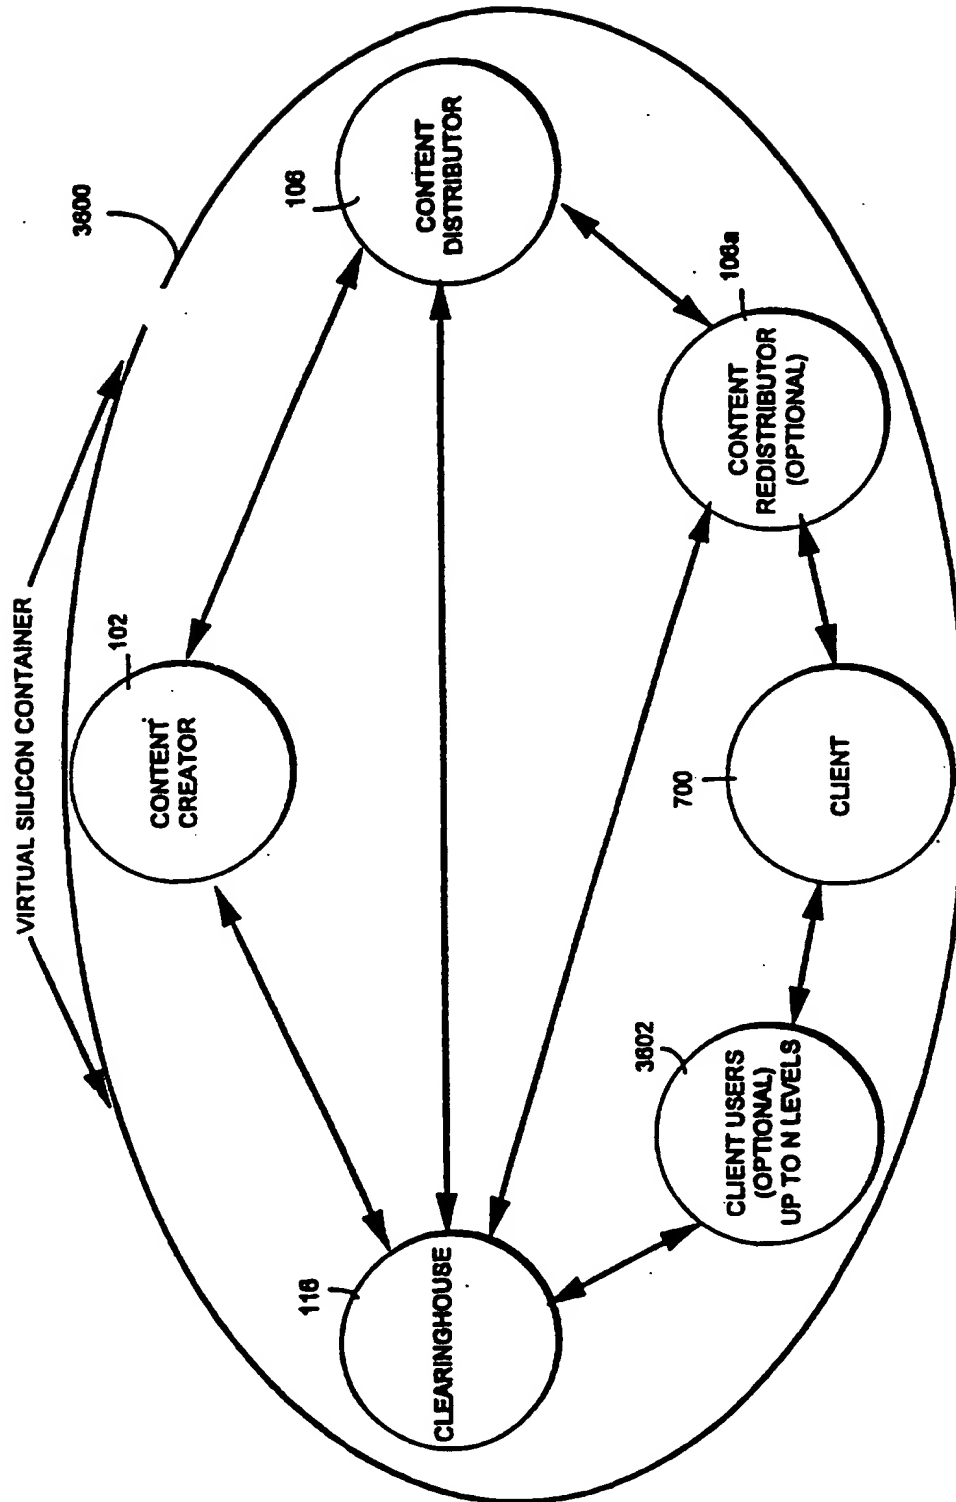 VIRTUAL SILICON CONTAINER
3600
CONTENT
CREATOR
102
CONTENT
DISTRIBUTOR
106
CLEARINGHOUSE
116
CONTENT
REDISTRIBUTOR
(OPTIONAL)
106a
CLIENT USERS
(OPTIONAL)
UP TO N LEVELS
3602
CLIENT
700